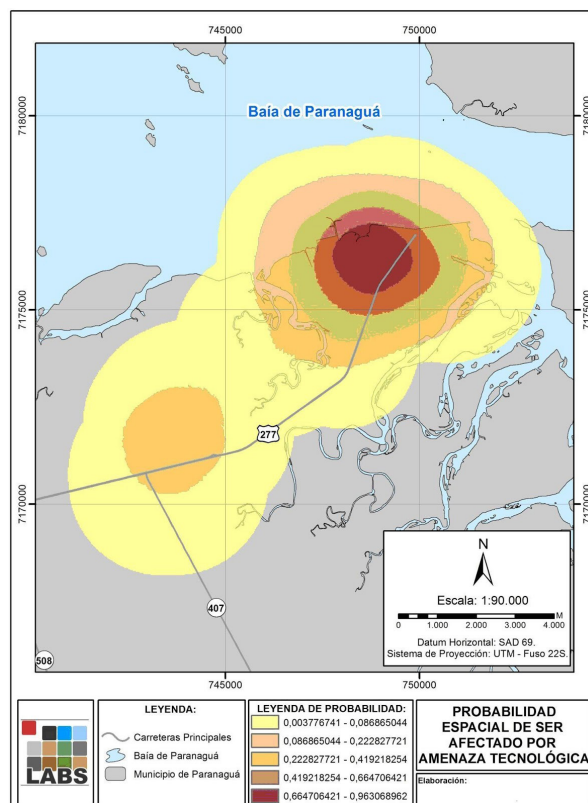 745000
750000
7180000
7180000
Baía de Paranaguá
7175000
7175000
277
7170000
7170000
N
Escala: 1:90.000
M
0 1.000 2.000 3.000 4.000
Datum Horizontal: SAD 69.
Sistema de Proyección: UTM - Fuso 22S.
407
508
745000
750000
LABS
LEYENDA:
Carreteras Principales
Baía de Paranaguá
Municipio de Paranaguá
LEYENDA DE PROBABILIDAD:
0,003776741 - 0,086865044
0,086865044 - 0,222827721
0,222827721 - 0,419218254
0,419218254 - 0,664706421
0,664706421 - 0,963068962
PROBABILIDAD
ESPACIAL DE SER
AFECTADO POR
AMENAZA TECNOLÓGICA
Elaboración: